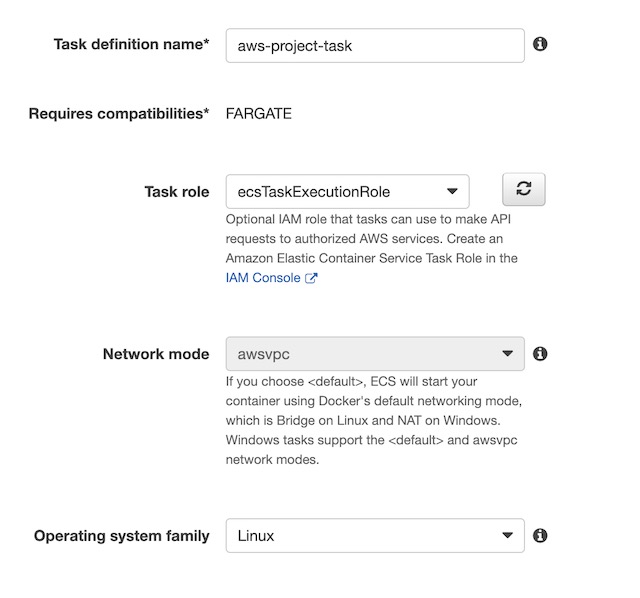 Task definition name* aws-project-task
Requires compatibilities* FARGATE
Task role ecsTaskExecutionRole
Optional IAM role that tasks can use to make API
requests to authorized AWS services. Create an
Amazon Elastic Container Service Task Role in the
IAM Console
Network mode awsvpc
If you choose <default>, ECS will start your
container using Docker's default networking mode,
which is Bridge on Linux and NAT on Windows.
Windows tasks support the <default> and awsvpc
network modes.
Operating system family Linux